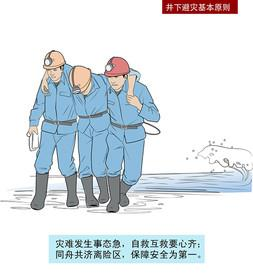 井下避灾基本原则
灾难发生事态急，自救互救要心齐；
同舟共济离险区，保障安全为第一。